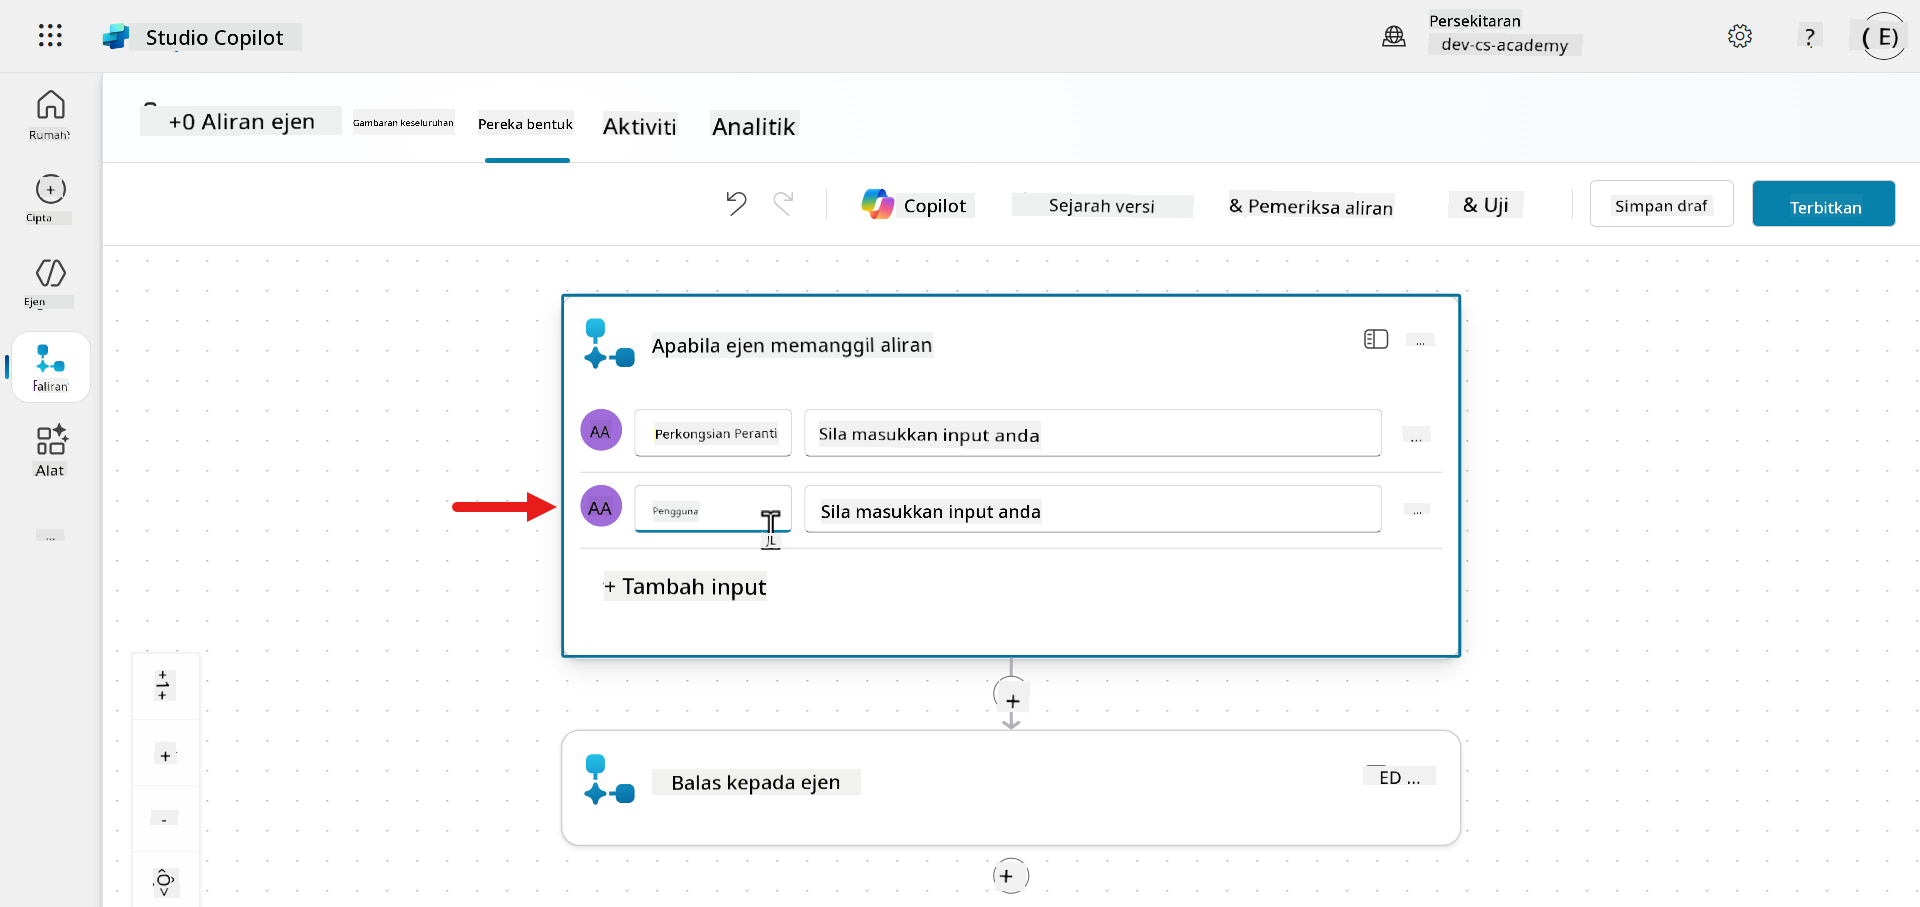 Studio Copilot
Persekitaran
dev-cs-academy
?
( E)
Rumah
Cipta
Ejen
Faliran
Alat
...
+0 Aliran ejen
Gambaran keseluruhan
Pereka bentuk
Aktiviti
Analitik
Copilot
Sejarah versi
& Pemeriksa aliran
& Uji
Simpan draf
Terbitkan
Apabila ejen memanggil aliran
...
AA
Perkongsian Peranti
Sila masukkan input anda
...
AA
Pengguna
Sila masukkan input anda
...
+ Tambah input
+
Balas kepada ejen
ED ...
+
+
-